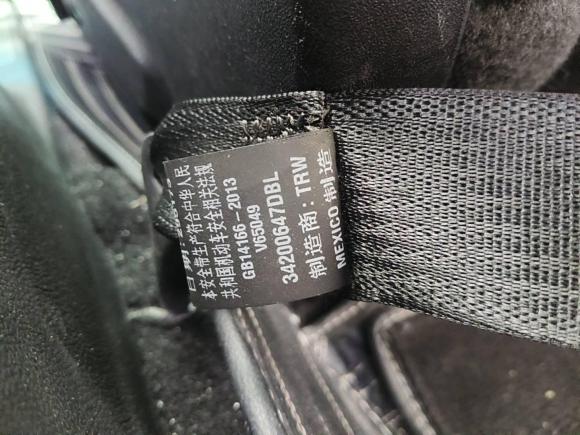 本安全带生产符合中华人民
共和国机动车安全相关法规
GB14166-2013
V65049
34200647DBL
制造商:TRW
MEXICO 制造